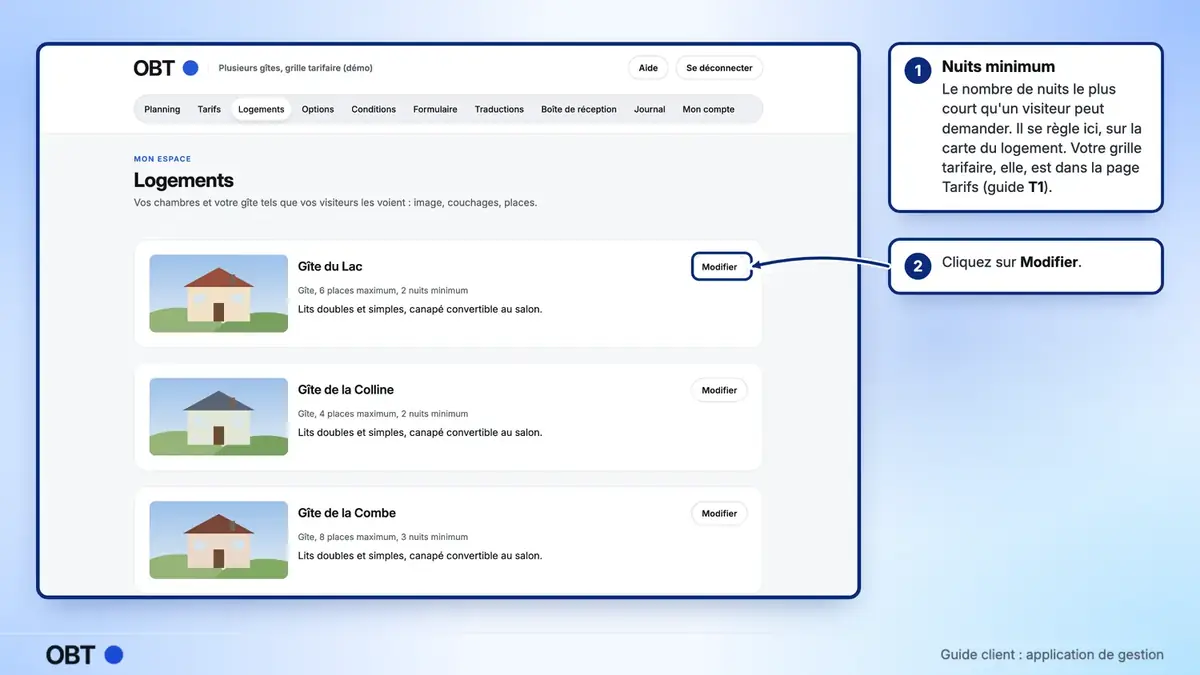 OBT
Plusieurs gîtes, grille tarifaire (démo)
Aide
Se déconnecter
Planning
Tarifs
Logements
Options
Conditions
Formulaire
Traductions
Boîte de réception
Journal
Mon compte
MON ESPACE
Logements
Vos chambres et votre gîte tels que vos visiteurs les voient : image, couchages, places.
Gîte du Lac
Gîte, 6 places maximum, 2 nuits minimum
Lits doubles et simples, canapé convertible au salon.
Modifier
Gîte de la Colline
Gîte, 4 places maximum, 2 nuits minimum
Lits doubles et simples, canapé convertible au salon.
Modifier
Gîte de la Combe
Gîte, 8 places maximum, 3 nuits minimum
Lits doubles et simples, canapé convertible au salon.
Modifier
1
Nuits minimum
Le nombre de nuits le plus
court qu'un visiteur peut
demander. Il se règle ici, sur la
carte du logement. Votre grille
tarifaire, elle, est dans la page
Tarifs (guide T1).
2
Cliquez sur Modifier.
OBT
Guide client : application de gestion